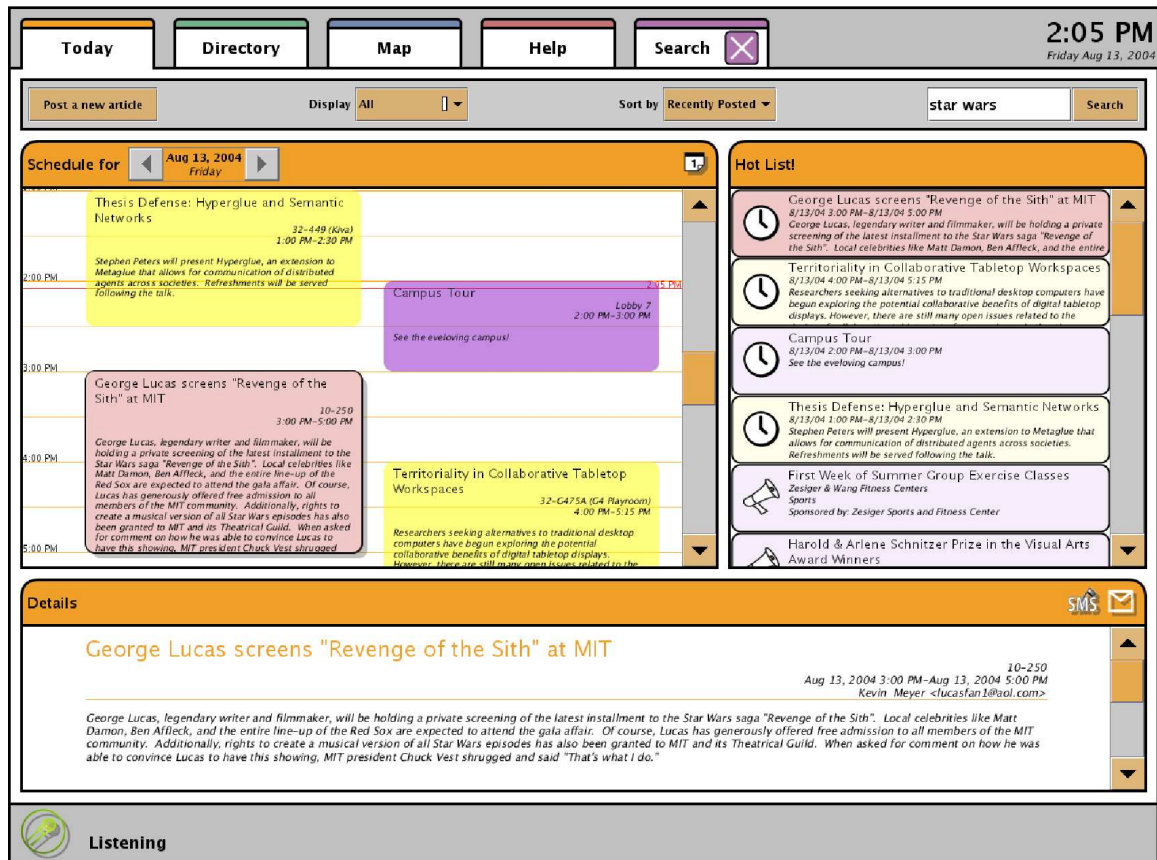 Today
Directory
Map
Help
Search
2:05 PM
Friday Aug 13, 2004
Post a new article
Display All
Sort by Recently Posted
star wars
Search
Schedule for
Aug 13, 2004
Friday
1
Thesis Defense: Hyperglue and Semantic
Networks
32-449 (Kiva)
1:00 PM-2:30 PM
Stephen Peters will present Hyperglue, an extension to
Metaglue that allows for communication of distributed
agents across societies. Refreshments will be served
following the talk.
2:00 PM
2:05 PM
Campus Tour
Lobby 7
2:00 PM-3:00 PM
See the eveloving campus!
3:00 PM
George Lucas screens "Revenge of the
Sith" at MIT
10-250
3:00 PM-5:00 PM
George Lucas, legendary writer and filmmaker, will be
holding a private screening of the latest installment to the
Star Wars saga "Revenge of the Sith". Local celebrities like
Matt Damon, Ben Affleck, and the entire line-up of the
Red Sox are expected to attend the gala affair. Of course,
Lucas has generously offered free admission to all
members of the MIT community. Additionally, rights to
create a musical version of all Star Wars episodes has also
been granted to MIT and its Theatrical Guild. When asked
for comment on how he was able to convince Lucas to
have this showing, MIT president Chuck Vest shrugged
4:00 PM
Territoriality in Collaborative Tabletop
Workspaces
32-G475A (G4 Playroom)
4:00 PM-5:15 PM
Researchers seeking alternatives to traditional desktop
computers have begun exploring the potential
collaborative benefits of digital tabletop displays.
However, there are still many open issues related to the
5:00 PM
Hot List!
George Lucas screens "Revenge of the Sith" at MIT
8/13/04 3:00 PM-8/13/04 5:00 PM
George Lucas, legendary writer and filmmaker, will be holding a private
screening of the latest installment to the Star Wars saga "Revenge of
the Sith". Local celebrities like Matt Damon, Ben Affleck, and the entire
Territoriality in Collaborative Tabletop Workspaces
8/13/04 4:00 PM-8/13/04 5:15 PM
Researchers seeking alternatives to traditional desktop computers have
begun exploring the potential collaborative benefits of digital tabletop
displays. However, there are still many open issues related to the
Campus Tour
8/13/04 2:00 PM-8/13/04 3:00 PM
See the eveloving campus!
Thesis Defense: Hyperglue and Semantic Networks
8/13/04 1:00 PM-8/13/04 2:30 PM
Stephen Peters will present Hyperglue, an extension to Metaglue that
allows for communication of distributed agents across societies.
Refreshments will be served following the talk.
First Week of Summer Group Exercise Classes
Zesiger & Wang Fitness Centers
Sports
Sponsored by: Zesiger Sports and Fitness Center
Harold & Arlene Schnitzer Prize in the Visual Arts
Award Winners
Details
SMS
George Lucas screens "Revenge of the Sith" at MIT
10-250
Aug 13, 2004 3:00 PM-Aug 13, 2004 5:00 PM
Kevin Meyer <lucasfan1@aol.com>
George Lucas, legendary writer and filmmaker, will be holding a private screening of the latest installment to the Star Wars saga "Revenge of the Sith". Local celebrities like Matt
Damon, Ben Affleck, and the entire line-up of the Red Sox are expected to attend the gala affair. Of course, Lucas has generously offered free admission to all members of the MIT
community. Additionally, rights to create a musical version of all Star Wars episodes has also been granted to MIT and its Theatrical Guild. When asked for comment on how he was
able to convince Lucas to have this showing, MIT president Chuck Vest shrugged and said "That's what I do."
Listening